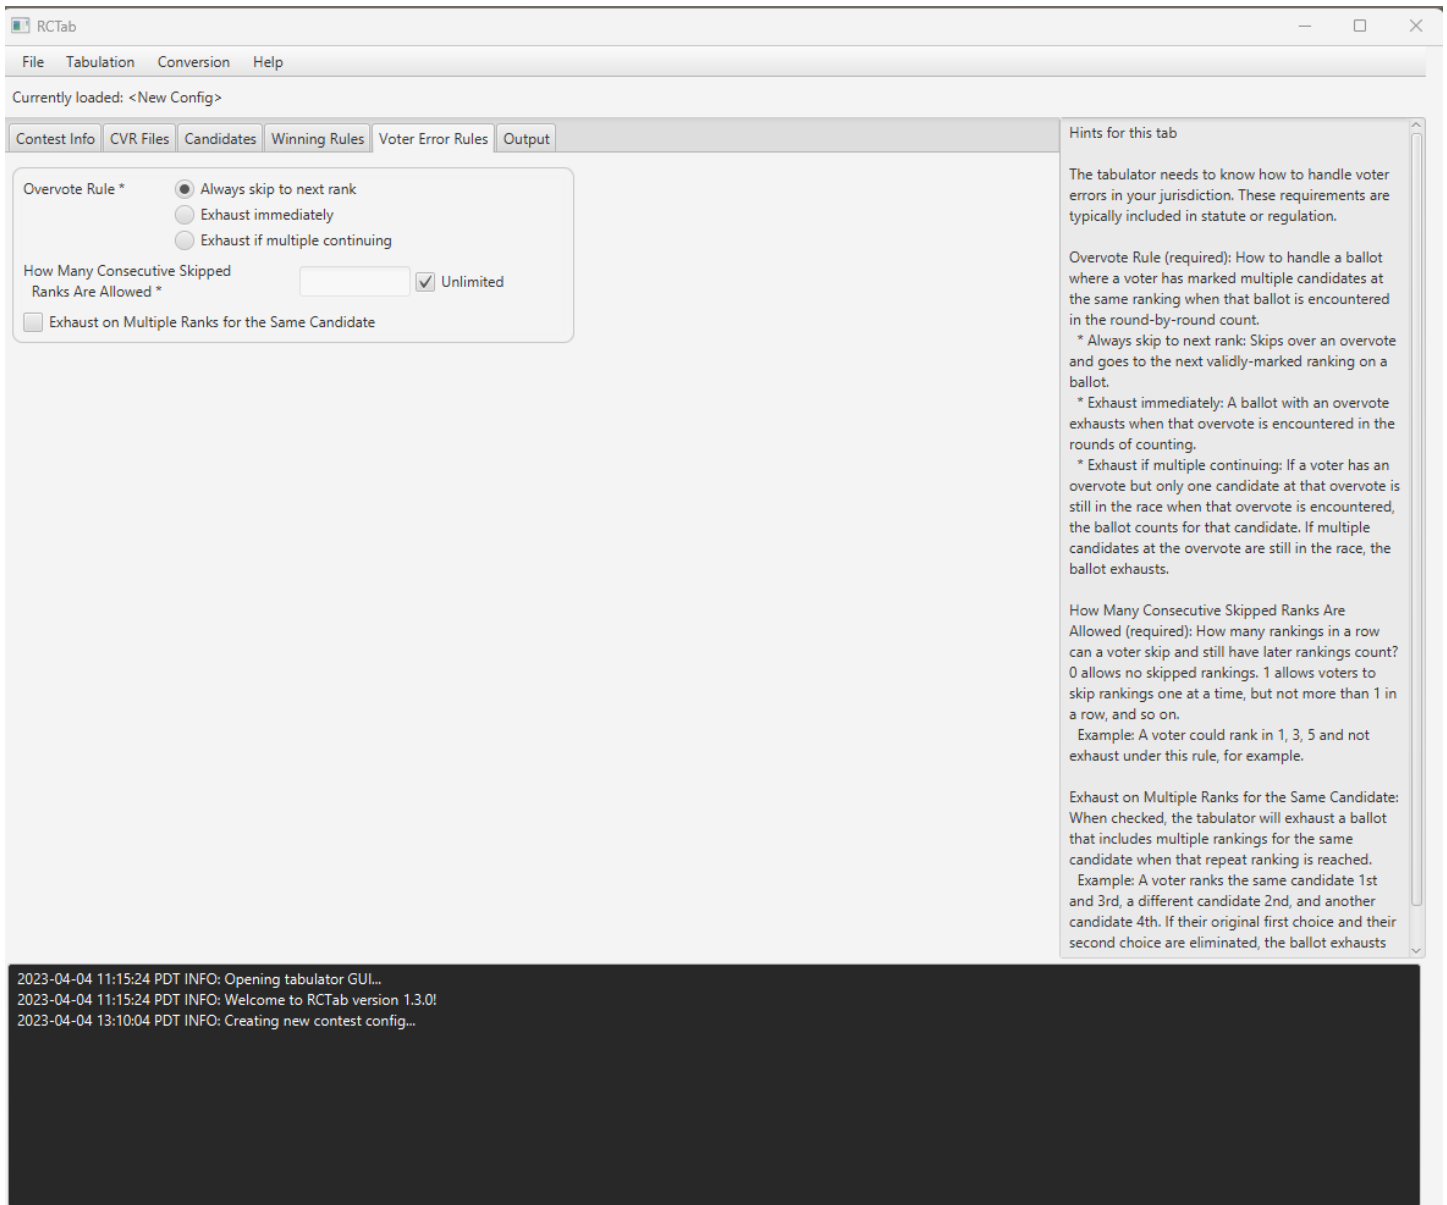 RCTab
File Tabulation Conversion Help
Currently loaded: <New Config>
Contest Info CVR Files Candidates Winning Rules Voter Error Rules Output
Overvote Rule *
Always skip to next rank
Exhaust immediately
Exhaust if multiple continuing
How Many Consecutive Skipped
Ranks Are Allowed *
Unlimited
Exhaust on Multiple Ranks for the Same Candidate
Hints for this tab
The tabulator needs to know how to handle voter
errors in your jurisdiction. These requirements are
typically included in statute or regulation.
Overvote Rule (required): How to handle a ballot
where a voter has marked multiple candidates at
the same ranking when that ballot is encountered
in the round-by-round count.
* Always skip to next rank: Skips over an overvote
and goes to the next validly-marked ranking on a
ballot.
* Exhaust immediately: A ballot with an overvote
exhausts when that overvote is encountered in the
rounds of counting.
* Exhaust if multiple continuing: If a voter has an
overvote but only one candidate at that overvote is
still in the race when that overvote is encountered,
the ballot counts for that candidate. If multiple
candidates at the overvote are still in the race, the
ballot exhausts.
How Many Consecutive Skipped Ranks Are
Allowed (required): How many rankings in a row
can a voter skip and still have later rankings count?
0 allows no skipped rankings. 1 allows voters to
skip rankings one at a time, but not more than 1 in
a row, and so on.
Example: A voter could rank in 1, 3, 5 and not
exhaust under this rule, for example.
Exhaust on Multiple Ranks for the Same Candidate:
When checked, the tabulator will exhaust a ballot
that includes multiple rankings for the same
candidate when that repeat ranking is reached.
Example: A voter ranks the same candidate 1st
and 3rd, a different candidate 2nd, and another
candidate 4th. If their original first choice and their
second choice are eliminated, the ballot exhausts
2023-04-04 11:15:24 PDT INFO: Opening tabulator GUI...
2023-04-04 11:15:24 PDT INFO: Welcome to RCTab version 1.3.0!
2023-04-04 13:10:04 PDT INFO: Creating new contest config...